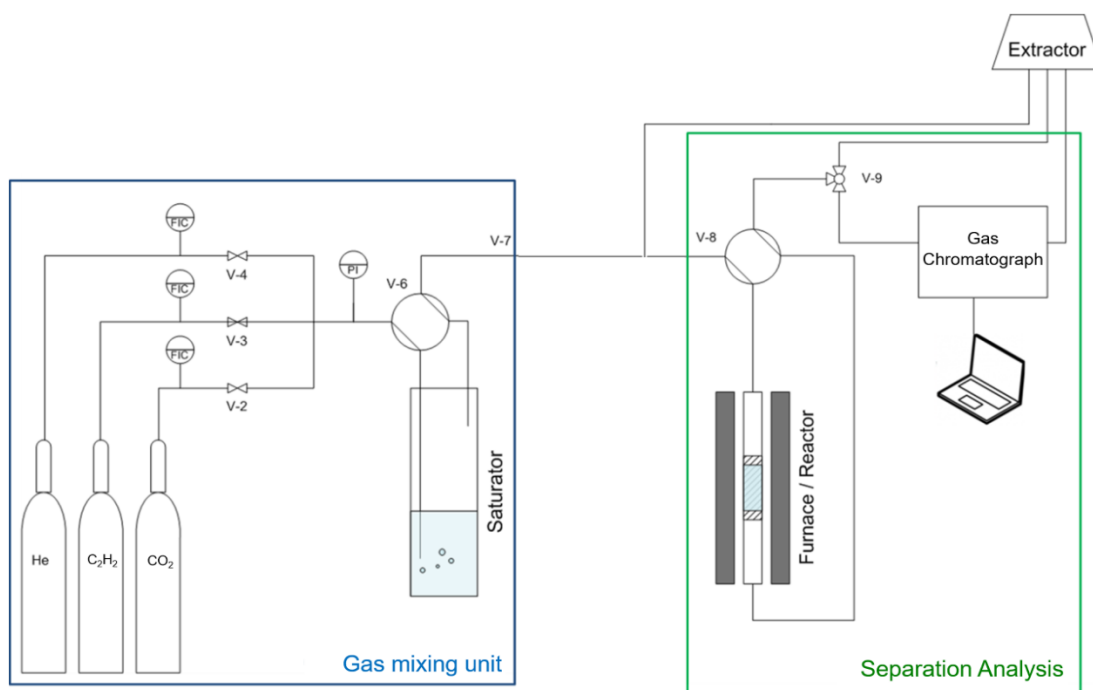 Extractor
FIC
V-4
FIC
V-3
FIC
V-2
PI
V-6
V-7
V-8
V-9
Gas
Chromatograph
Saturator
Furnace / Reactor
He
C₂H₂
CO₂
Gas mixing unit
Separation Analysis